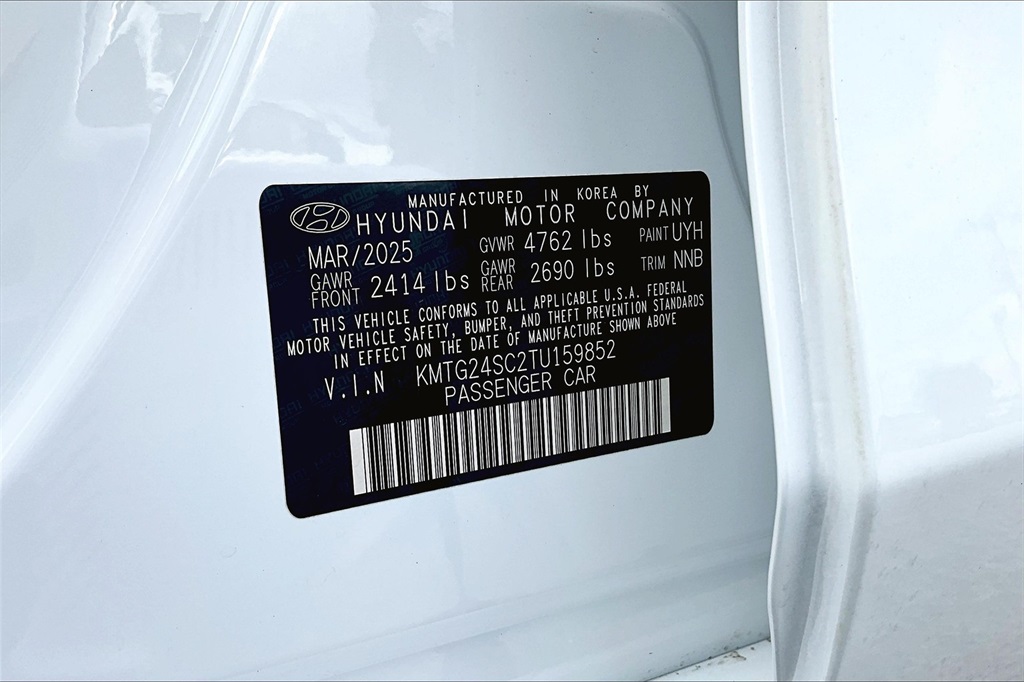 MANUFACTURED IN KOREA BY
HYUNDAI MOTOR COMPANY
MAR/2025 GVWR 4762 lbs PAINT UYH
GAWR FRONT 2414 lbs GAWR REAR 2690 lbs TRIM NNB
THIS VEHICLE CONFORMS TO ALL APPLICABLE U.S.A. FEDERAL
MOTOR VEHICLE SAFETY, BUMPER, AND THEFT PREVENTION STANDARDS
IN EFFECT ON THE DATE OF MANUFACTURE SHOWN ABOVE
V.I.N KMTG24SC2TU159852
PASSENGER CAR